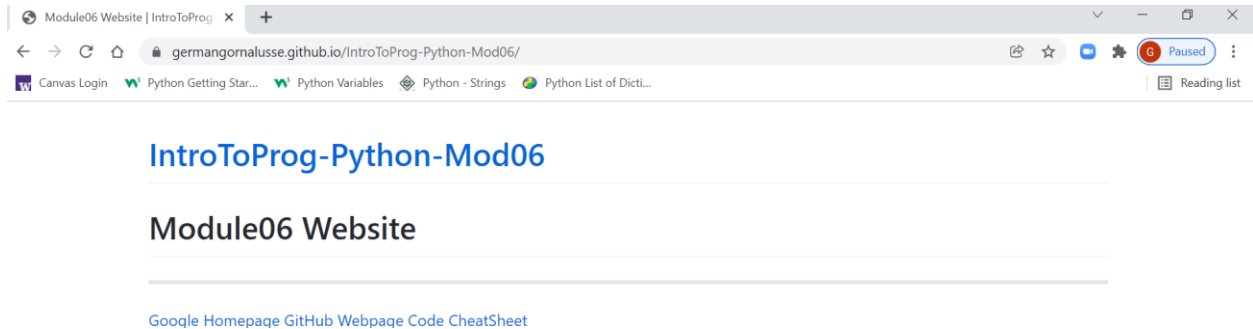 Module06 Website | IntroToProg
germangornalusse.github.io/IntroToProg-Python-Mod06/
G Paused
W Canvas Login Python Getting Star... Python Variables Python - Strings Python List of Dicti... Reading list
IntroToProg-Python-Mod06
Module06 Website
Google Homepage GitHub Webpage Code CheatSheet